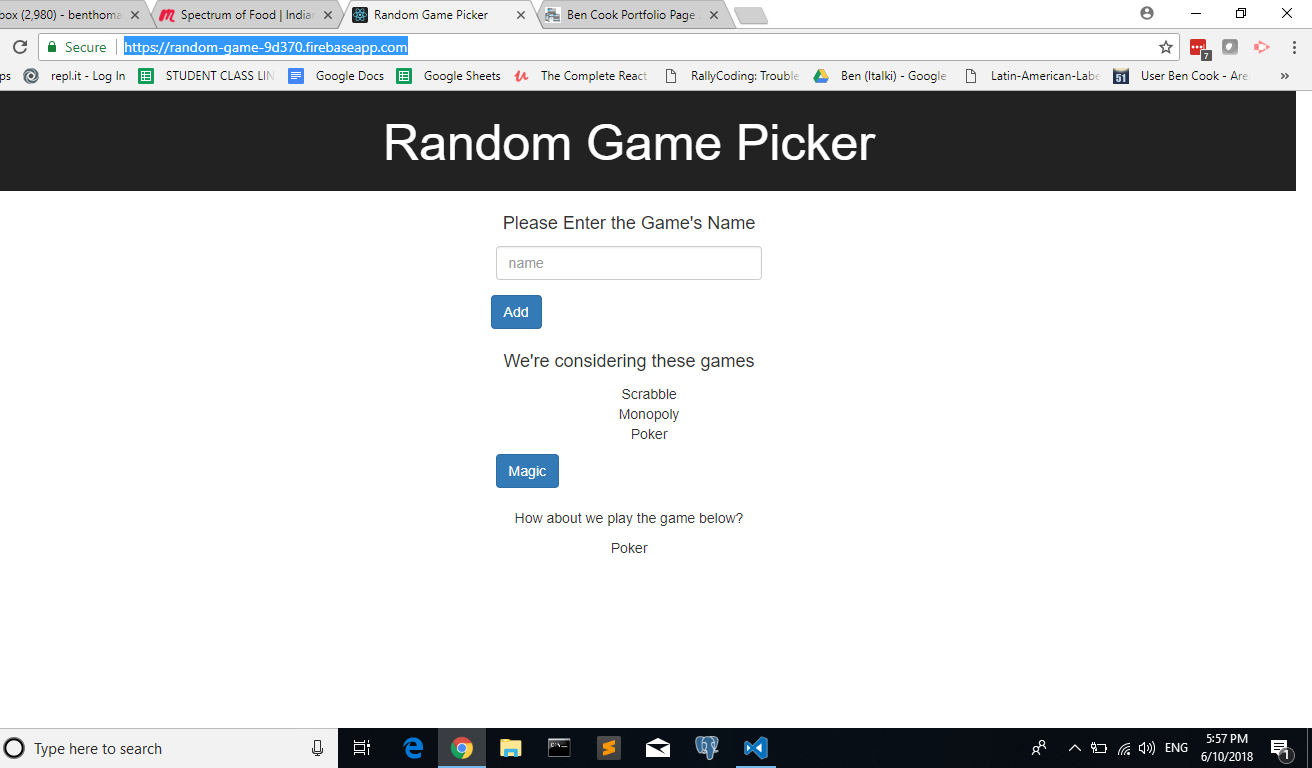 box (2,980) - benthoma
Spectrum of Food | India
Random Game Picker
Ben Cook Portfolio Page
Secure
https://random-game-9d370.firebaseapp.com
7
ps
repl.it - Log In
STUDENT CLASS LIN
Google Docs
Google Sheets
The Complete React
RallyCoding: Trouble
Ben (Italki) - Google
Latin-American-Labe
51
User Ben Cook - Are
Random Game Picker
Please Enter the Game's Name
name
Add
We're considering these games
Scrabble
Monopoly
Poker
Magic
How about we play the game below?
Poker
Type here to search
ENG
5:57 PM
6/10/2018
1